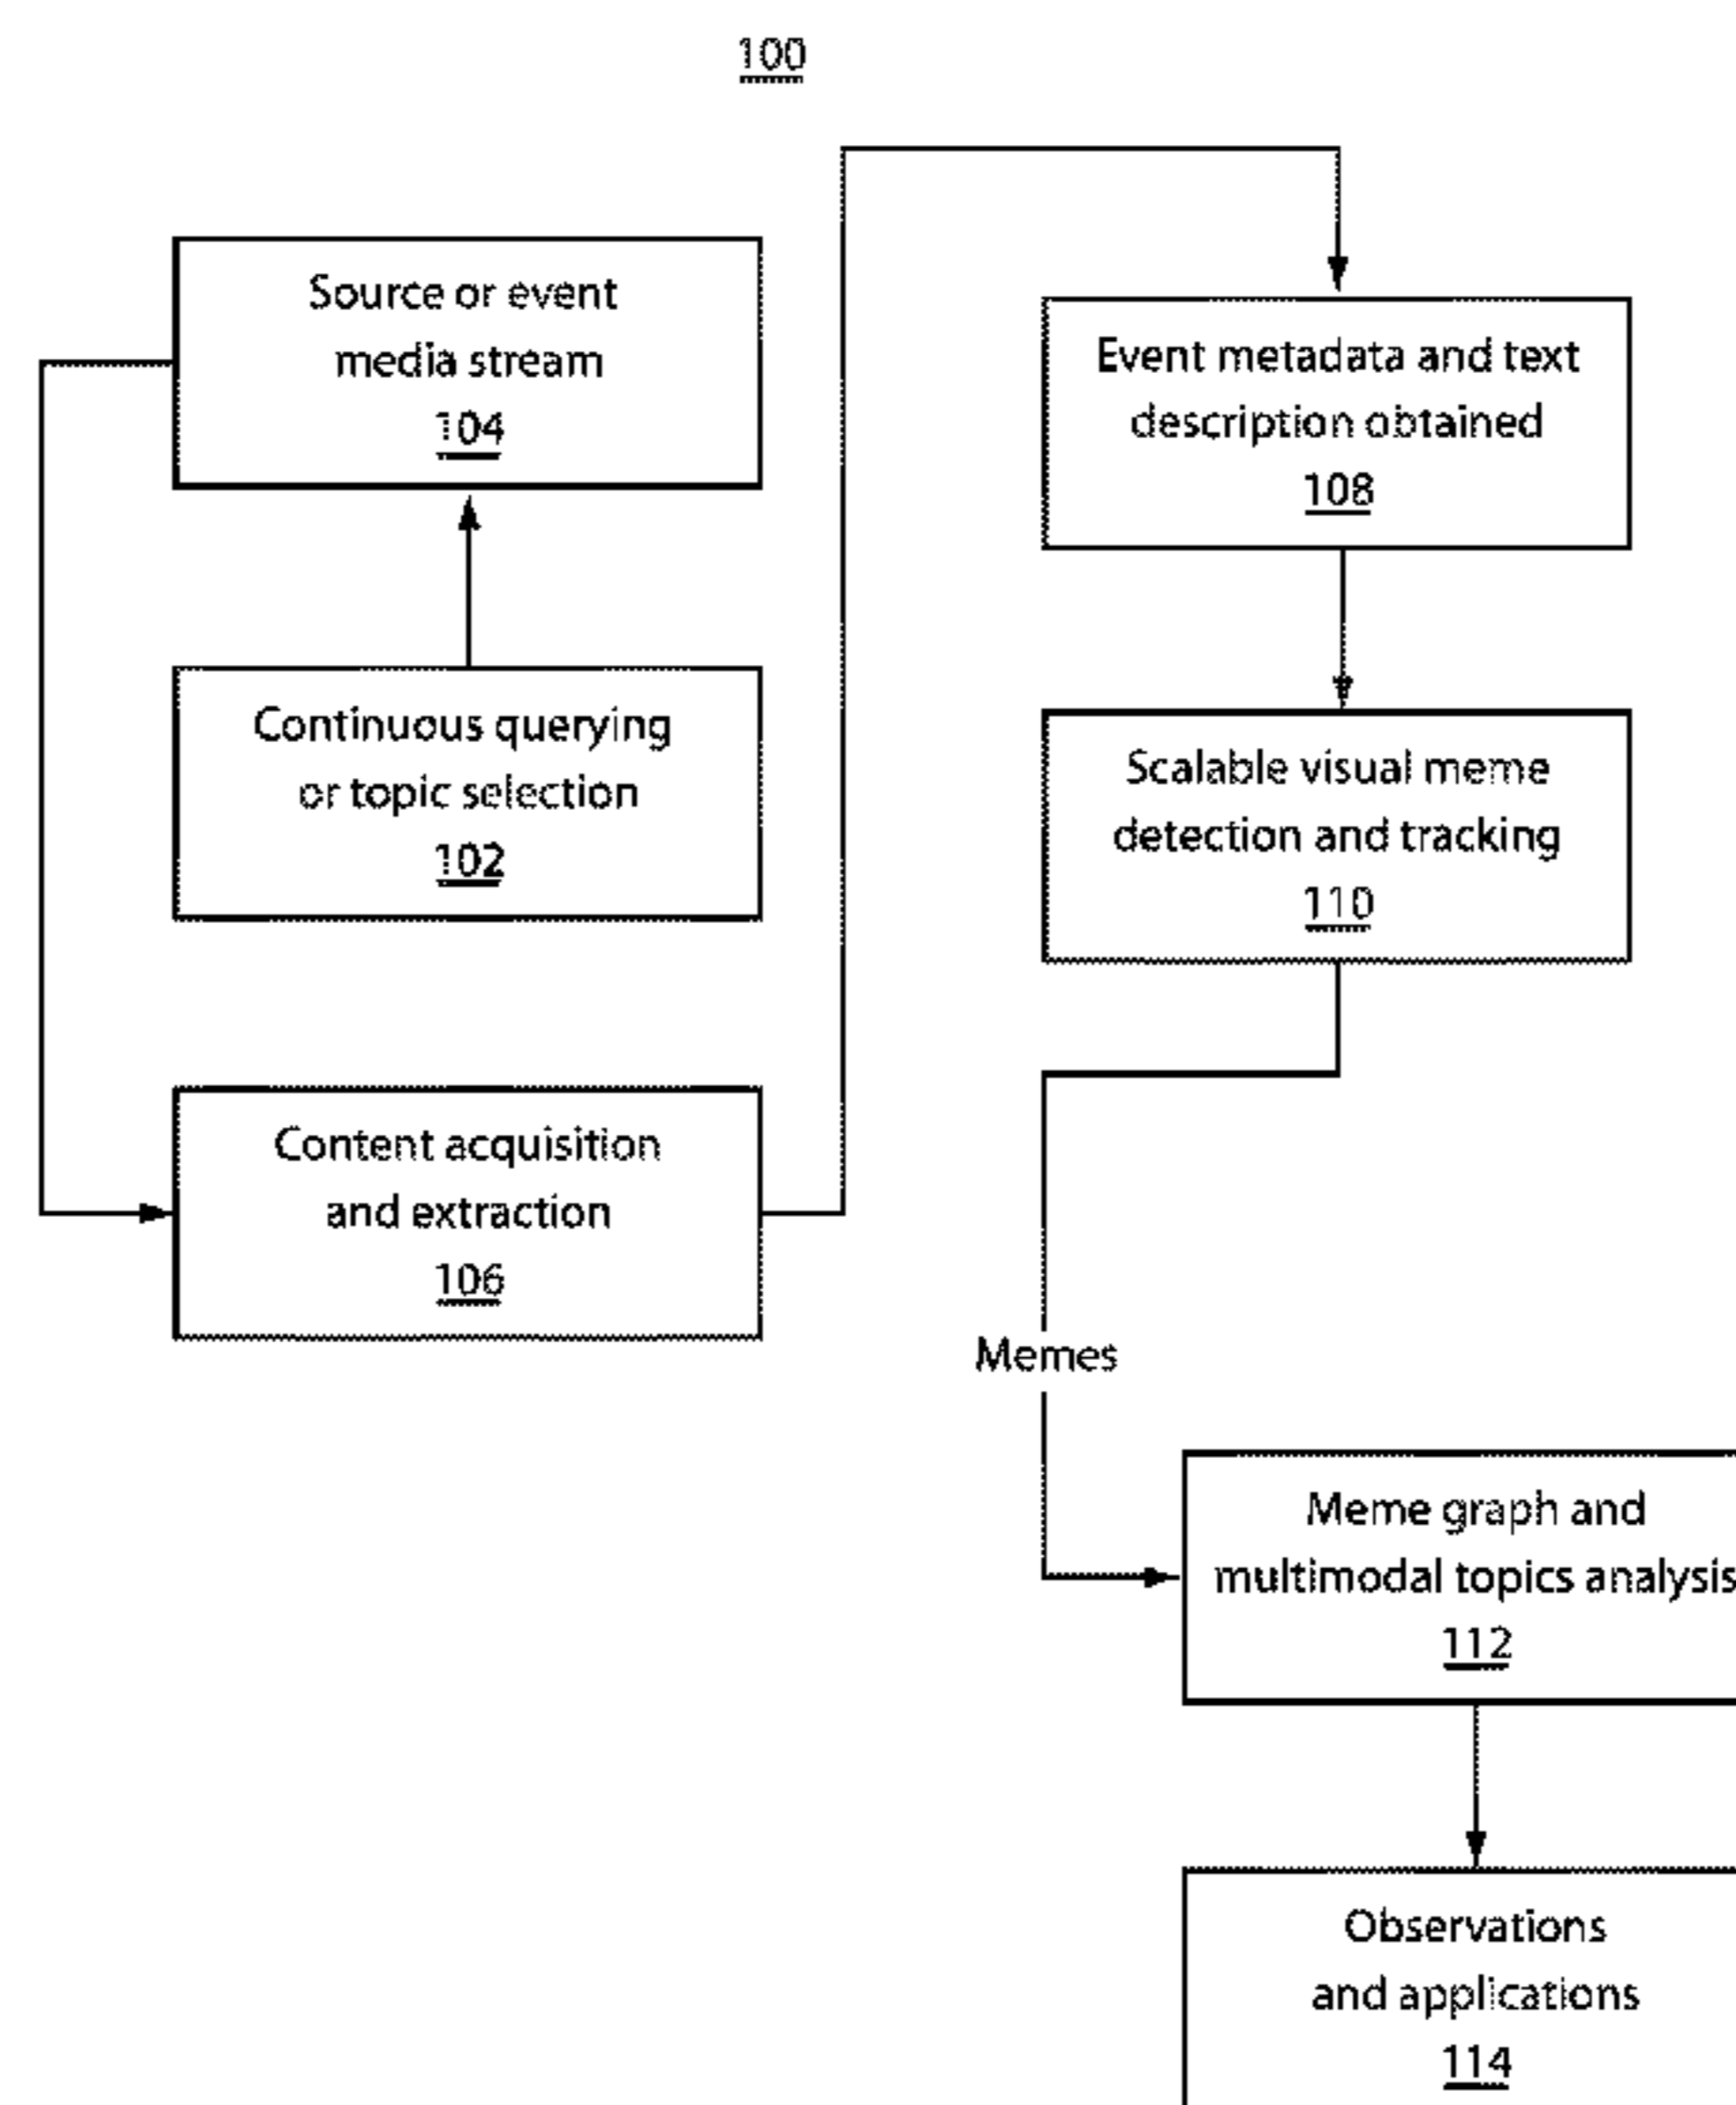 100
Source or event
media stream
104
Continuous querying
or topic selection
102
Content acquisition
and extraction
106
Event metadata and text
description obtained
108
Scalable visual meme
detection and tracking
110
Memes
Meme graph and
multimodal topics analysis
112
Observations
and applications
114